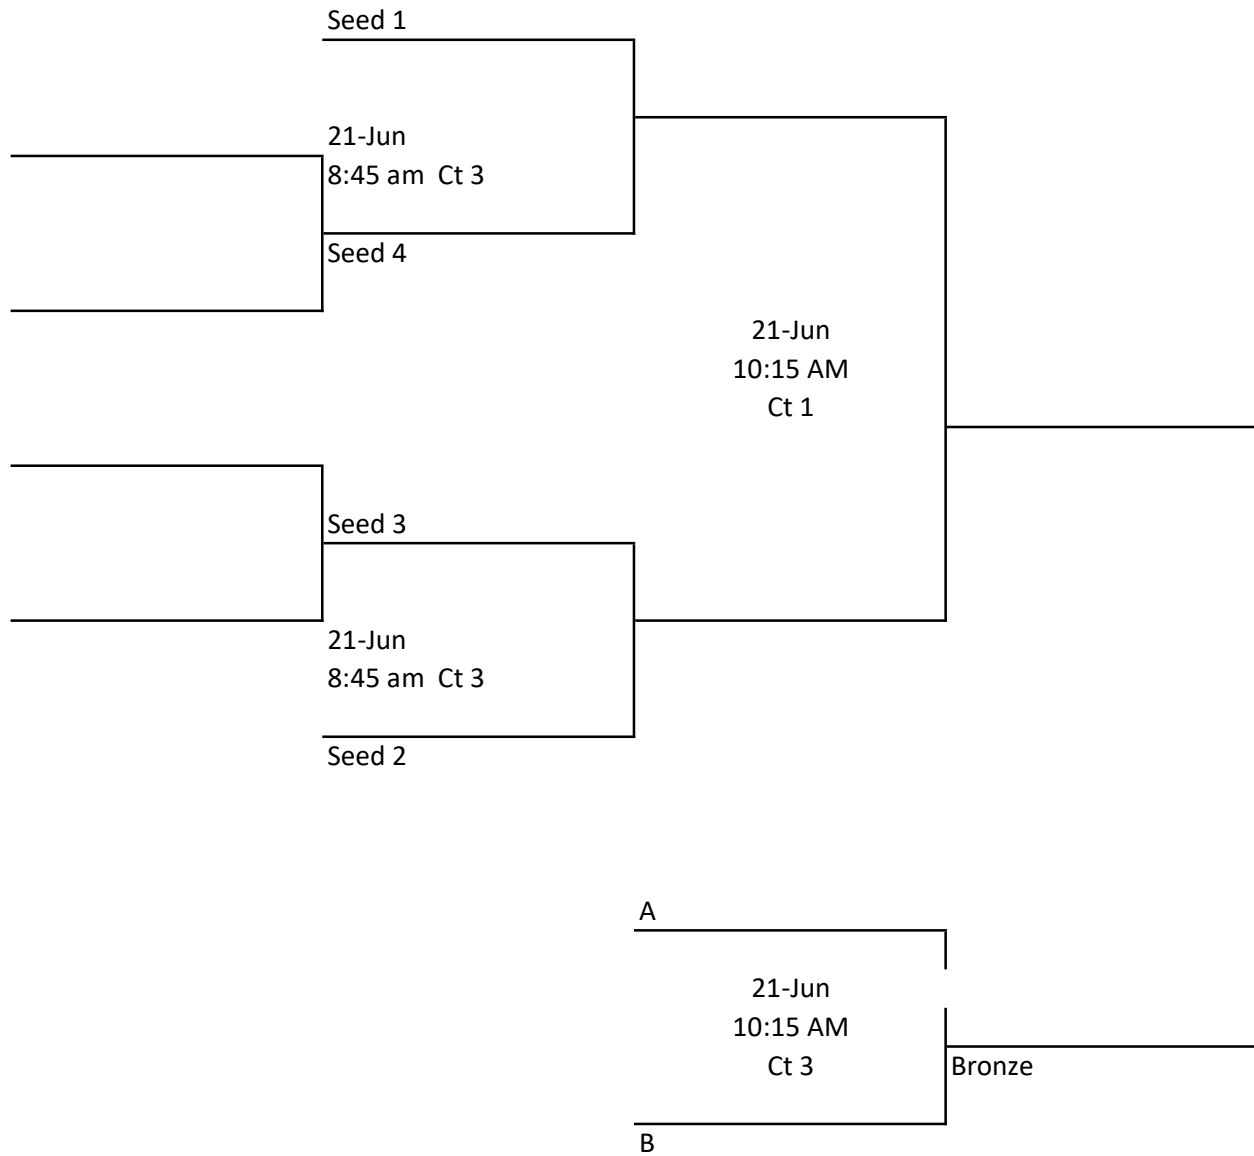 Seed 1
21-Jun
8:45 am  Ct 3
Seed 4
21-Jun
10:15 AM
Ct 1
Seed 3
21-Jun
8:45 am  Ct 3
Seed 2
A
21-Jun
10:15 AM
Ct 3
Bronze
B